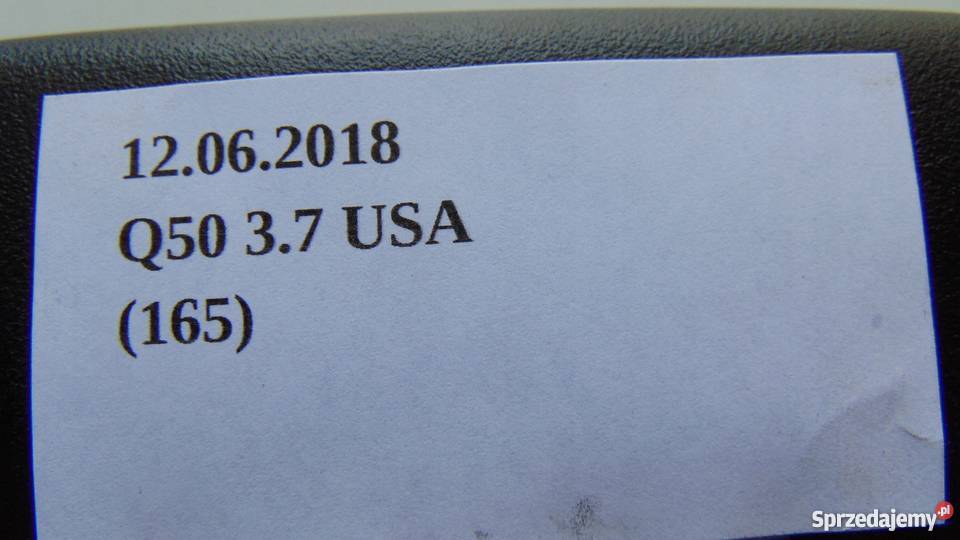 12.06.2018
Q50 3.7 USA
(165)
Sprzedajemy.pl